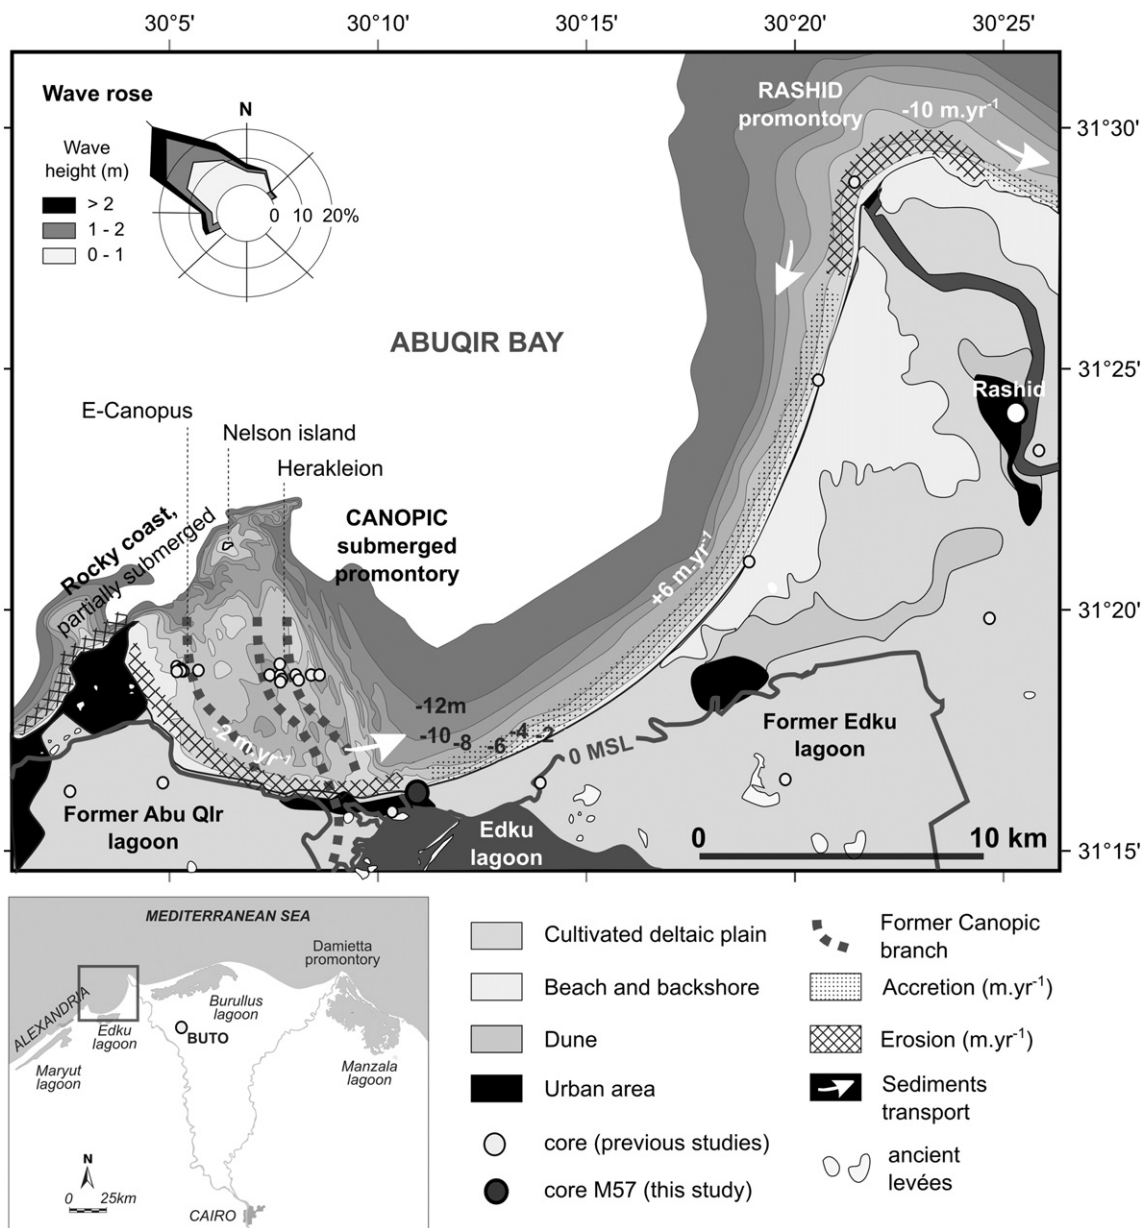 30°5' 30°10' 30°15' 30°20' 30°25'
Wave rose
N
Wave
height (m)
> 2
1 - 2
0 - 1
0 10 20%
RASHID
promontory
-10 m.yr⁻¹
31°30'
ABUQIR BAY
31°25'
Rashid
E-Canopus
Nelson island
Herakleion
Rocky coast,
partially submerged
CANOPIC
submerged
promontory
+6 m.yr⁻¹
31°20'
-12m
-10
-8
-6
-4
-2
-2 m.yr⁻¹
0 MSL
Former Edku
lagoon
Former Abu QIr
lagoon
Edku
lagoon
0 10 km
31°15'
MEDITERRANEAN SEA
Damietta
promontory
ALEXANDRIA
Burullus
lagoon
Edku
lagoon
BUTO
Maryut
lagoon
Manzala
lagoon
N
0 25km
CAIRO
Cultivated deltaic plain
Beach and backshore
Dune
Urban area
core (previous studies)
core M57 (this study)
Former Canopic
branch
Accretion (m.yr⁻¹)
Erosion (m.yr⁻¹)
Sediments
transport
ancient
levées